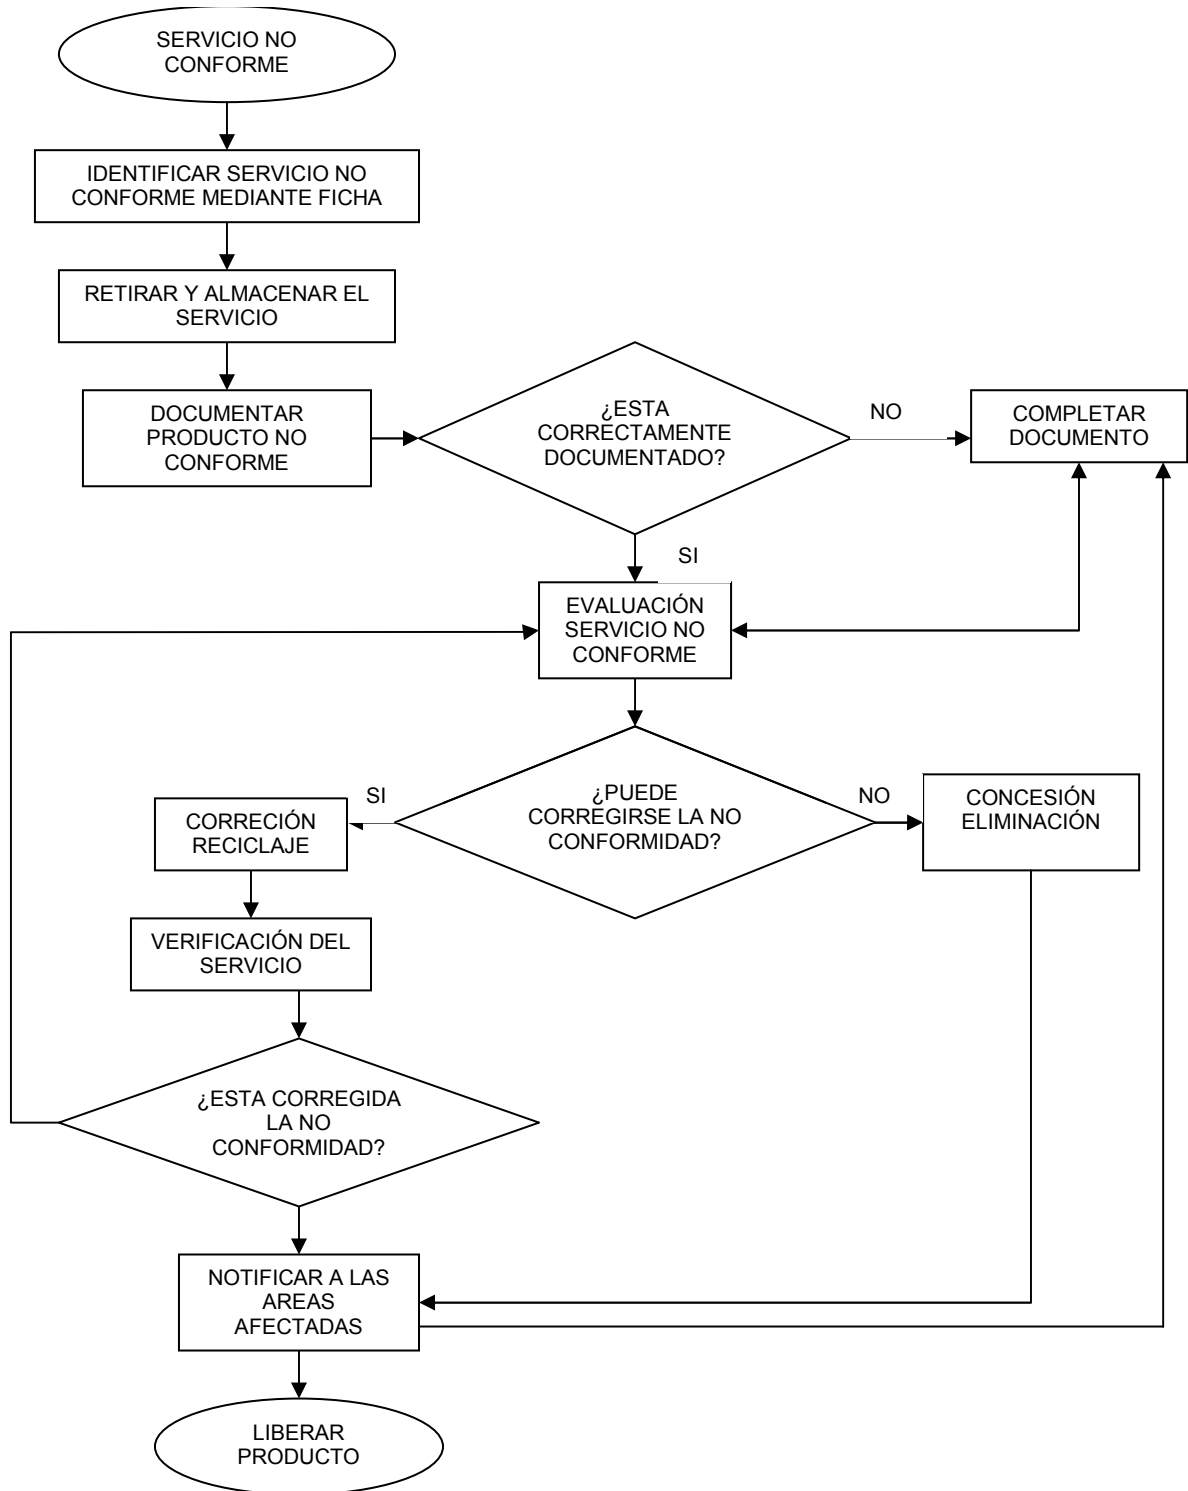 SERVICIO NO
CONFORME
IDENTIFICAR SERVICIO NO
CONFORME MEDIANTE FICHA
RETIRAR Y ALMACENAR EL
SERVICIO
DOCUMENTAR
PRODUCTO NO
CONFORME
¿ESTA
CORRECTAMENTE
DOCUMENTADO?
NO
COMPLETAR
DOCUMENTO
SI
EVALUACIÓN
SERVICIO NO
CONFORME
¿PUEDE
CORREGIRSE LA NO
CONFORMIDAD?
SI
NO
CORRECIÓN
RECICLAJE
CONCESIÓN
ELIMINACIÓN
VERIFICACIÓN DEL
SERVICIO
¿ESTA CORREGIDA
LA NO
CONFORMIDAD?
NOTIFICAR A LAS
AREAS
AFECTADAS
LIBERAR
PRODUCTO